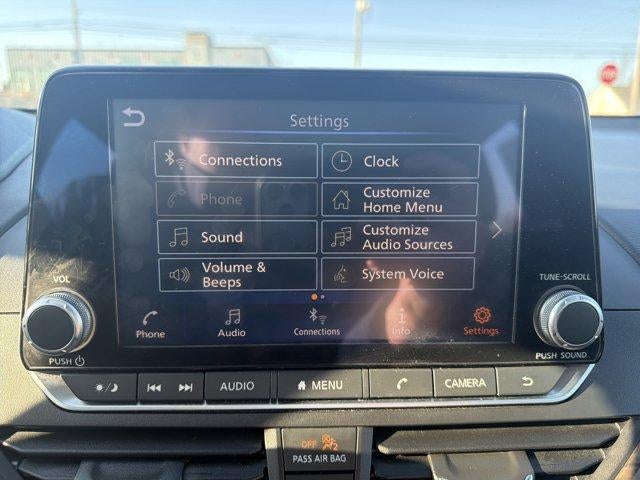 Settings
Connections
Clock
Phone
Customize
Home Menu
Sound
Customize
Audio Sources
Volume &
Beeps
System Voice
VOL
TUNE-SCROLL
Phone
Audio
Connections
Info
Settings
PUSH
PUSH SOUND
AUDIO
MENU
CAMERA
OFF
PASS AIR BAG